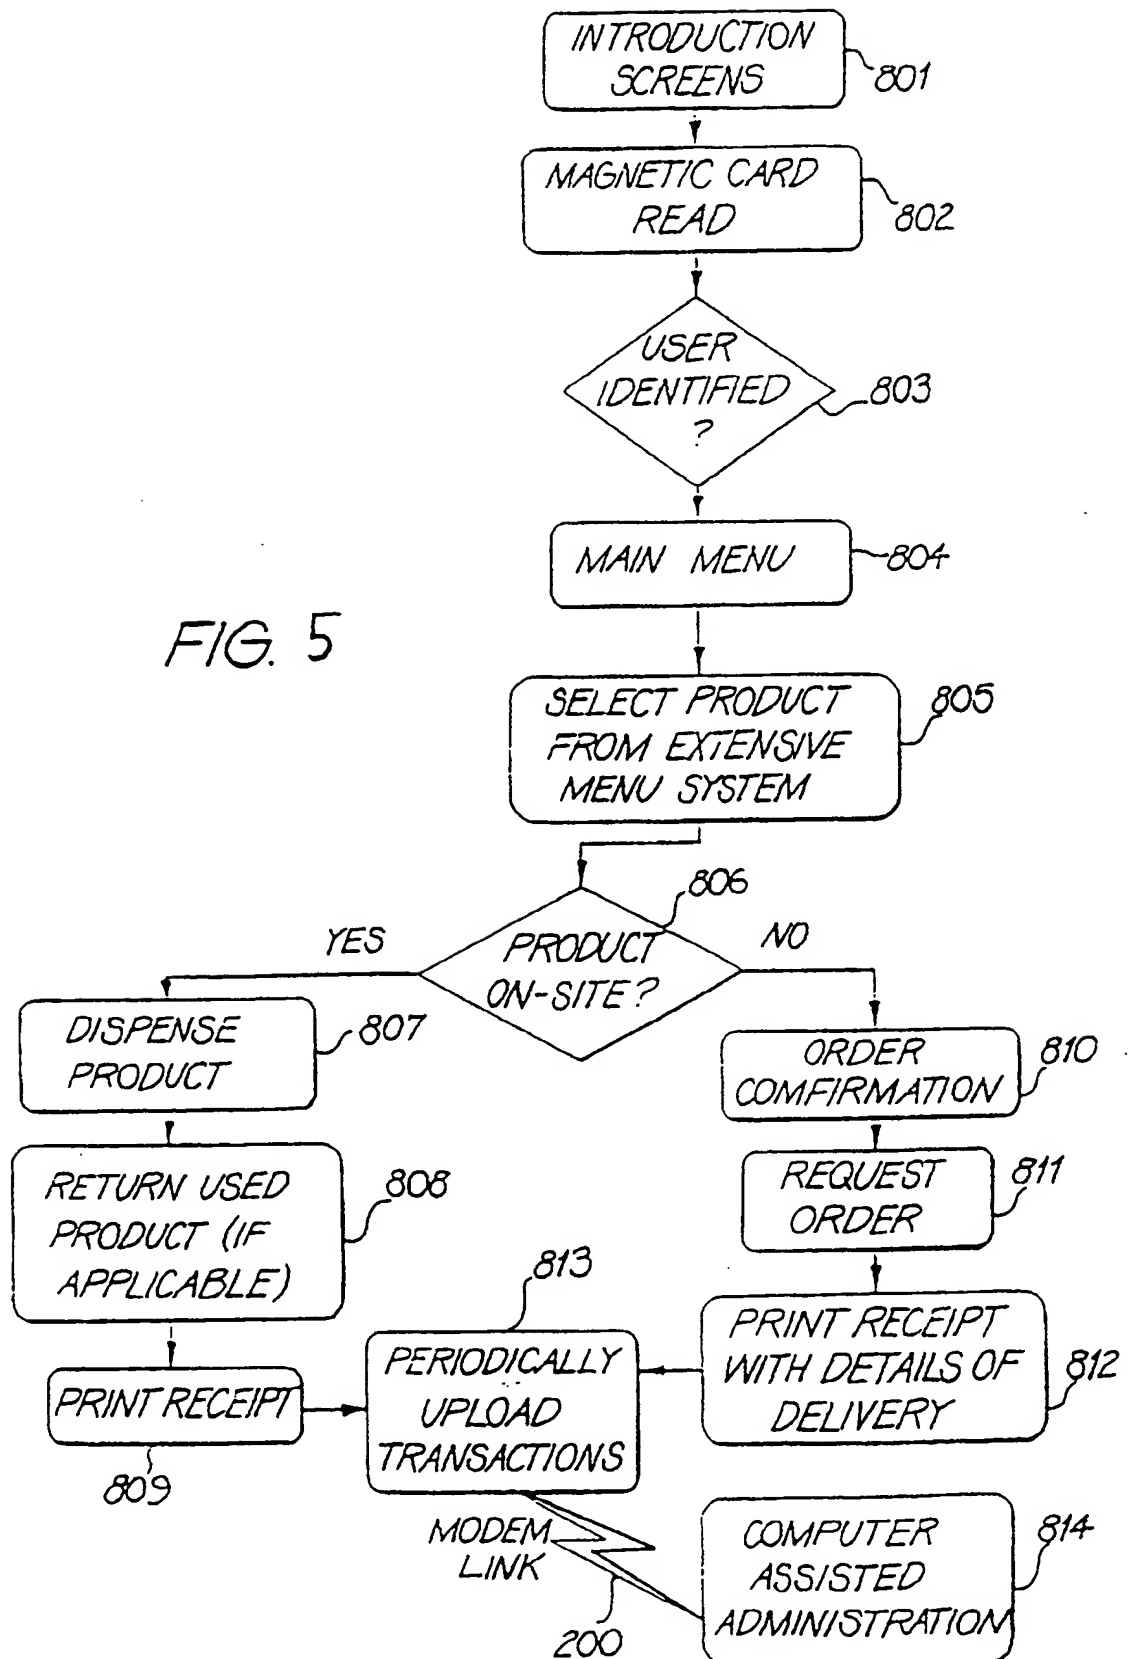 INTRODUCTION
SCREENS
801
MAGNETIC CARD
READ
802
USER
IDENTIFIED
?
803
MAIN MENU
804
FIG. 5
SELECT PRODUCT
FROM EXTENSIVE
MENU SYSTEM
805
806
YES
PRODUCT
ON-SITE?
NO
DISPENSE
PRODUCT
807
ORDER
COMFIRMATION
810
RETURN USED
PRODUCT (IF
APPLICABLE)
808
REQUEST
ORDER
811
813
PERIODICALLY
UPLOAD
TRANSACTIONS
PRINT RECEIPT
WITH DETAILS OF
DELIVERY
812
PRINT RECEIPT
809
MODEM
LINK
200
COMPUTER
ASSISTED
ADMINISTRATION
814